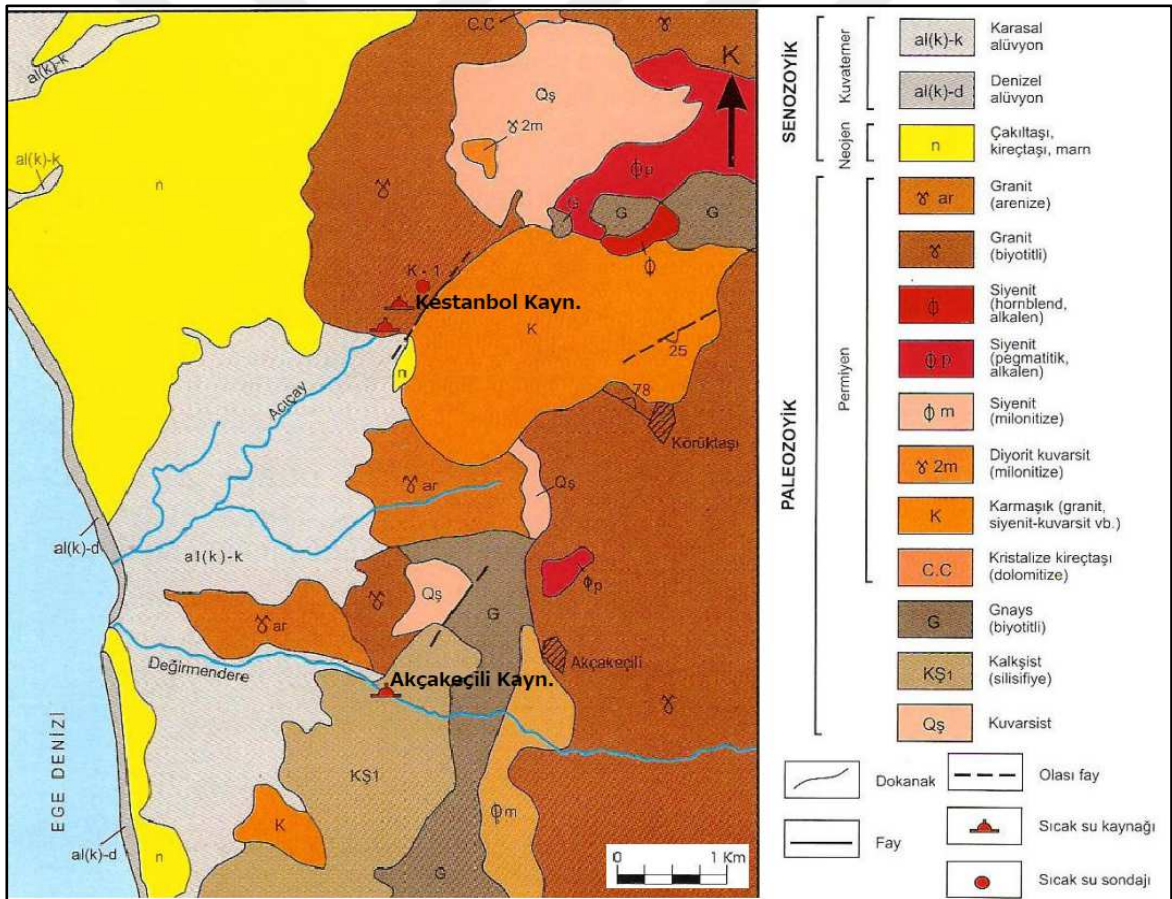 C.C
ɣ
al(k)-k
K
Qş
ɣ 2m
al(k)-k
n
ɣ
ϕp
G
G
G
ϕ
K - 1
Kestanbol Kayn.
K
25
n
78
Acıçay
Körüktaşı
ɣ ar
Qş
al(k)-d
al(k)-k
ϕp
Qş
ɣ
G
ɣ ar
Akçakeçili
Değirmendere
Akçakeçili Kayn.
ɣ
EGE DENİZİ
KŞ1
ϕm
K
al(k)-d
n
G
0 1 Km
SENOZOYİK
Kuvaterner
Neojen
PALEOZOYİK
Permiyen
al(k)-k
Karasal
alüvyon
al(k)-d
Denizel
alüvyon
n
Çakıltaşı,
kireçtaşı, marn
ɣ ar
Granit
(arenize)
ɣ
Granit
(biyotitli)
ϕ
Siyenit
(hornblend,
alkalen)
ϕ p
Siyenit
(pegmatitik,
alkalen)
ϕ m
Siyenit
(milonitize)
ɣ 2m
Diyorit kuvarsit
(milonitize)
K
Karmaşık (granit,
siyenit-kuvarsit vb.)
C.C
Kristalize kireçtaşı
(dolomitize)
G
Gnays
(biyotitli)
KŞ1
Kalkşist
(silisifiye)
Qş
Kuvarsist
Dokanak
Olası fay
Fay
Sıcak su kaynağı
Sıcak su sondajı